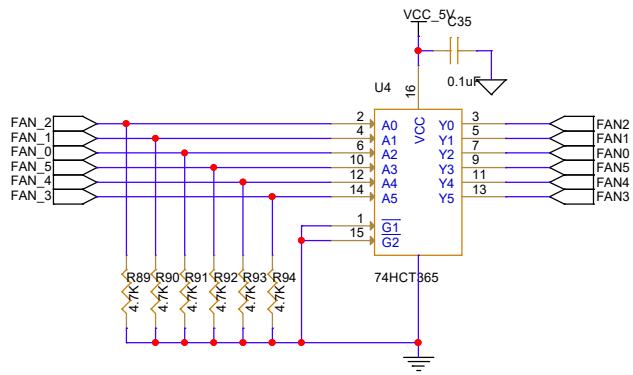 VCC_5V
C35
0.1uF
U4
16
VCC
FAN_2 2 A0 Y0 3 FAN2
FAN_1 4 A1 Y1 5 FAN1
FAN_0 6 A2 Y2 7 FAN0
FAN_5 10 A3 Y3 9 FAN5
FAN_4 12 A4 Y4 11 FAN4
FAN_3 14 A5 Y5 13 FAN3
1 G1
15 G2
R89 R90 R91 R92 R93 R94
4.7K 4.7K 4.7K 4.7K 4.7K 4.7K
74HCT365